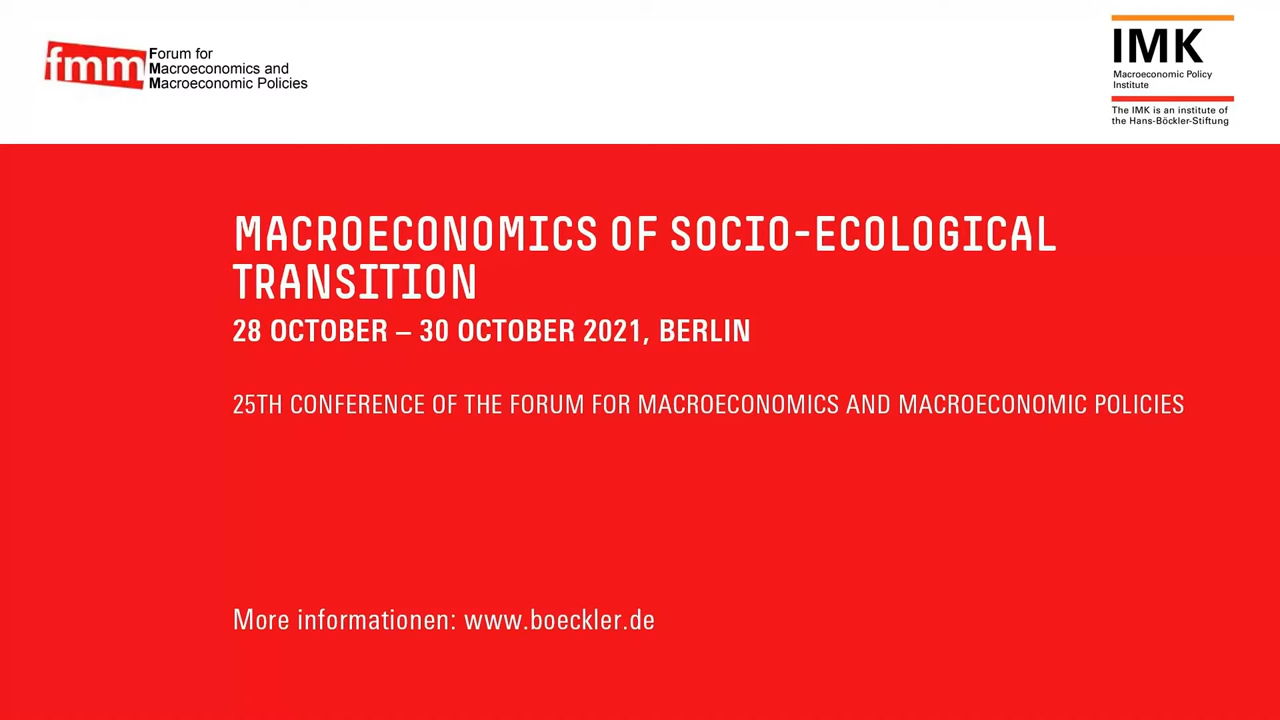 fmm
Forum for
Macroeconomics and
Macroeconomic Policies
IMK
Macroeconomic Policy
Institute
The IMK is an institute of
the Hans-Böckler-Stiftung
MACROECONOMICS OF SOCIO-ECOLOGICAL
TRANSITION
28 OCTOBER – 30 OCTOBER 2021, BERLIN
25TH CONFERENCE OF THE FORUM FOR MACROECONOMICS AND MACROECONOMIC POLICIES
More informationen: www.boeckler.de